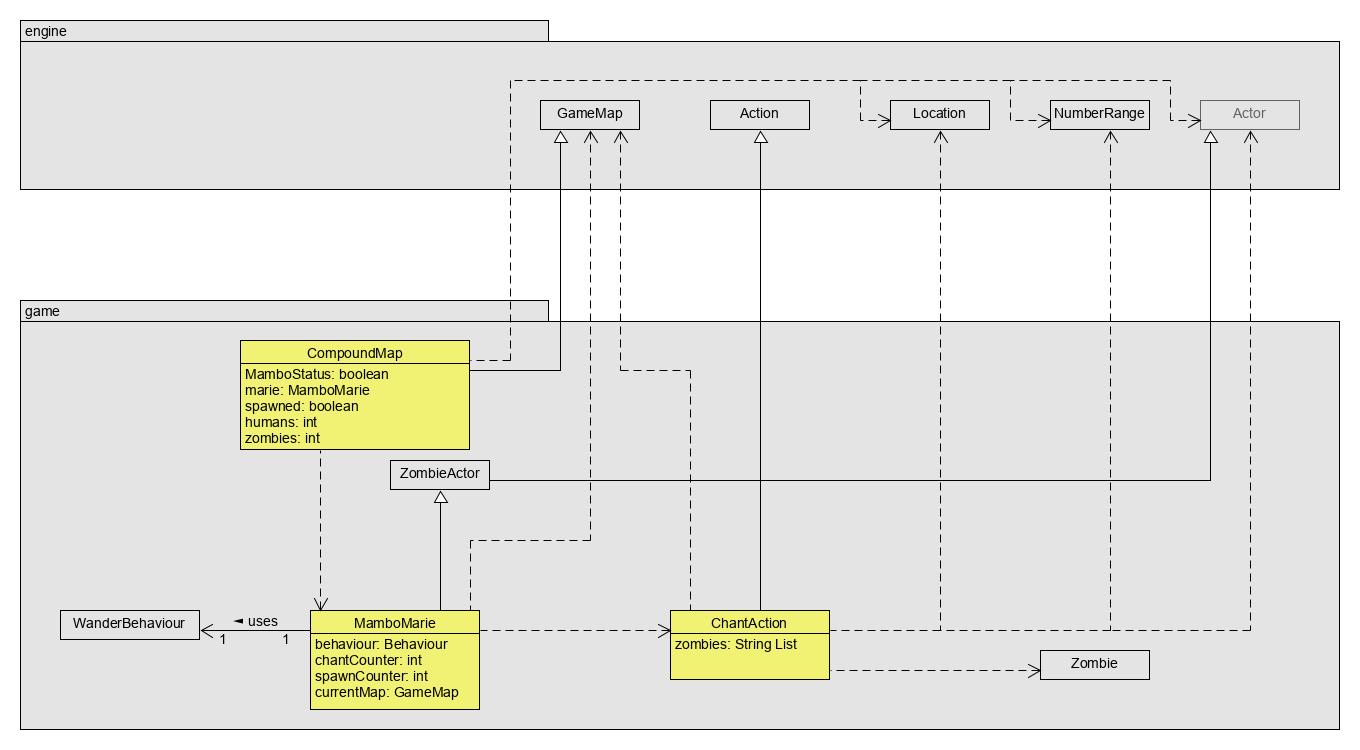 engine
GameMap
Action
Location
NumberRange
Actor
game
CompoundMap
MamboStatus: boolean
marie: MamboMarie
spawned: boolean
humans: int
zombies: int
ZombieActor
WanderBehaviour
◄ uses
1
1
MamboMarie
behaviour: Behaviour
chantCounter: int
spawnCounter: int
currentMap: GameMap
ChantAction
zombies: String List
Zombie